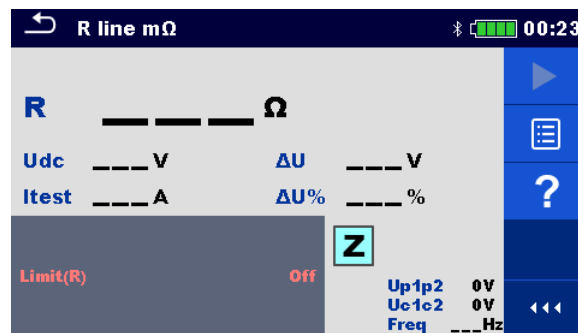 R line mΩ 00:23
R ___ Ω
Udc ___V ΔU ___V
Itest ___A ΔU% ___%
?
Z
Limit(R) Off
Up1p2 0V
Uc1c2 0V
Freq ___Hz